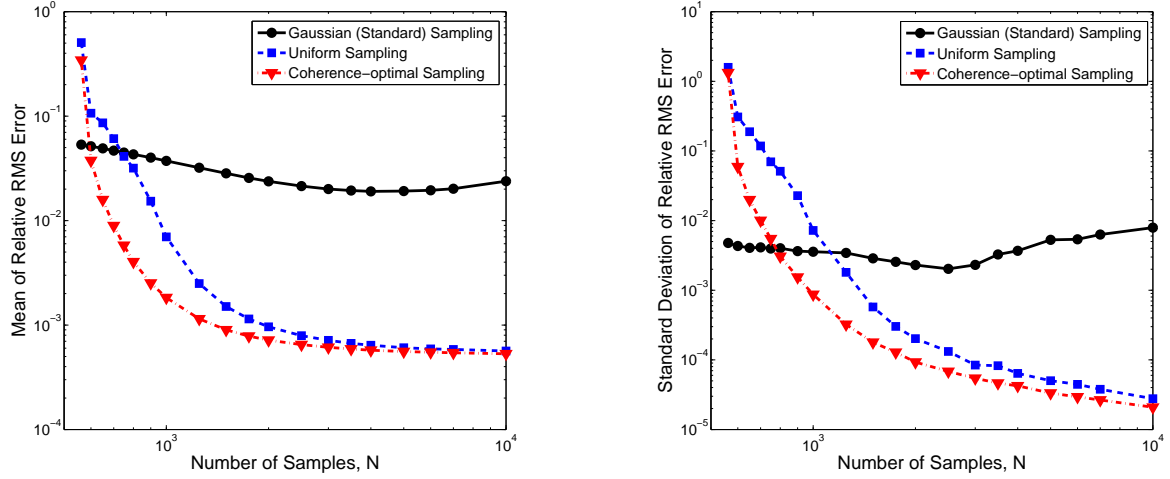 Mean of Relative RMS Error
10^0
10^-1
10^-2
10^-3
10^-4
10^3
10^4
Number of Samples, N
Gaussian (Standard) Sampling
Uniform Sampling
Coherence-optimal Sampling
Standard Deviation of Relative RMS Error
10^1
10^0
10^-1
10^-2
10^-3
10^-4
10^-5
10^3
10^4
Number of Samples, N
Gaussian (Standard) Sampling
Uniform Sampling
Coherence-optimal Sampling